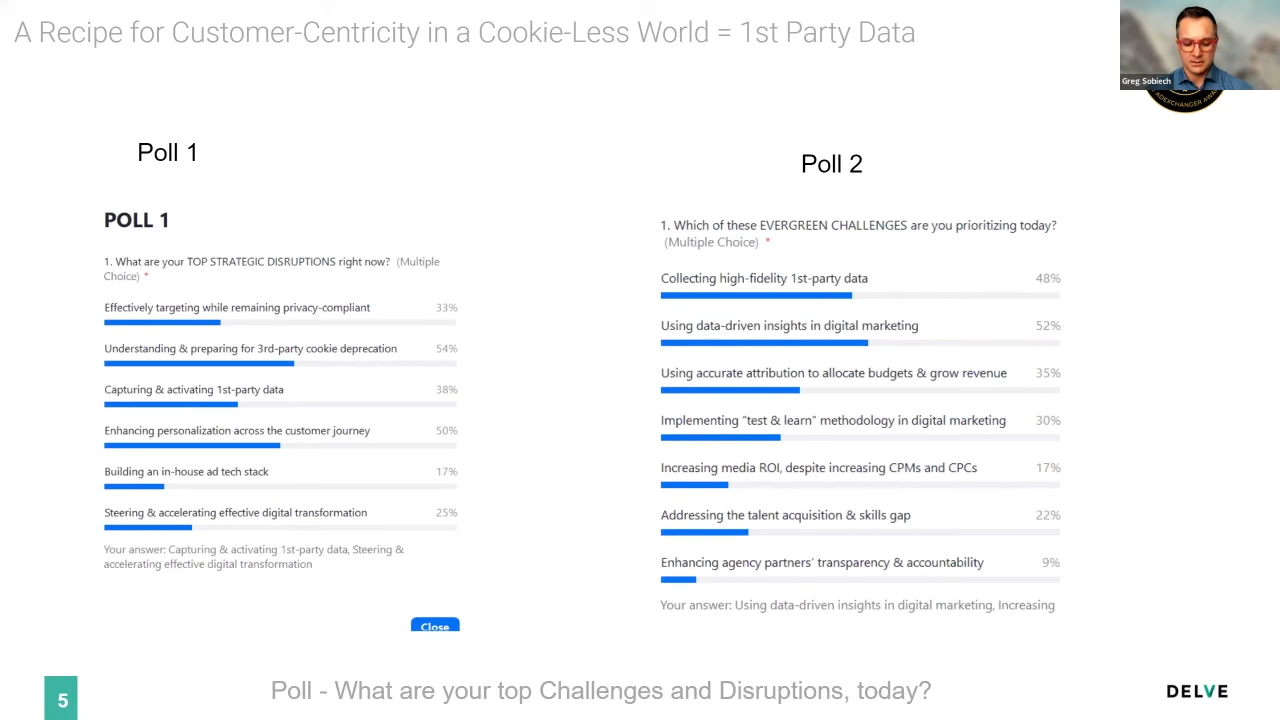 A Recipe for Customer-Centricity in a Cookie-Less World = 1st Party Data
Greg Sobiech
ADEXCHANGER
Poll 1
POLL 1
1. What are your TOP STRATEGIC DISRUPTIONS right now? (Multiple
Choice) *
Effectively targeting while remaining privacy-compliant 33%
Understanding & preparing for 3rd-party cookie deprecation 54%
Capturing & activating 1st-party data 38%
Enhancing personalization across the customer journey 50%
Building an in-house ad tech stack 17%
Steering & accelerating effective digital transformation 25%
Your answer: Capturing & activating 1st-party data, Steering &
accelerating effective digital transformation
Close
Poll 2
1. Which of these EVERGREEN CHALLENGES are you prioritizing today?
(Multiple Choice) *
Collecting high-fidelity 1st-party data 48%
Using data-driven insights in digital marketing 52%
Using accurate attribution to allocate budgets & grow revenue 35%
Implementing "test & learn" methodology in digital marketing 30%
Increasing media ROI, despite increasing CPMs and CPCs 17%
Addressing the talent acquisition & skills gap 22%
Enhancing agency partners' transparency & accountability 9%
Your answer: Using data-driven insights in digital marketing, Increasing
5
Poll - What are your top Challenges and Disruptions, today?
DELVE